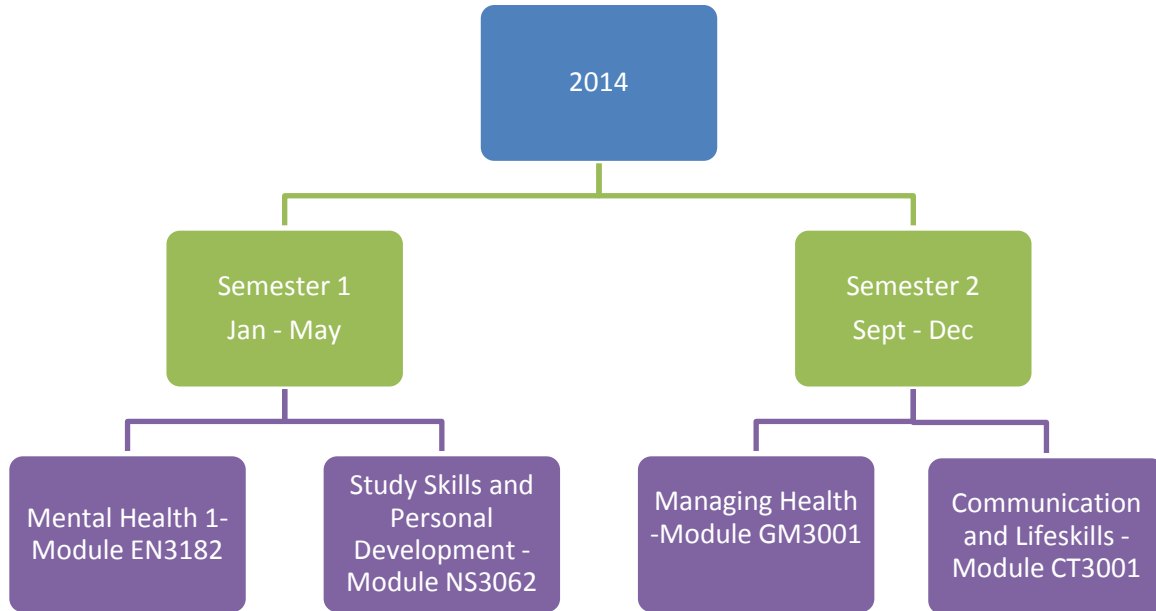 2014
Semester 1
Jan - May
Semester 2
Sept - Dec
Mental Health 1-
Module EN3182
Study Skills and
Personal
Development -
Module NS3062
Managing Health
-Module GM3001
Communication
and Lifeskills -
Module CT3001